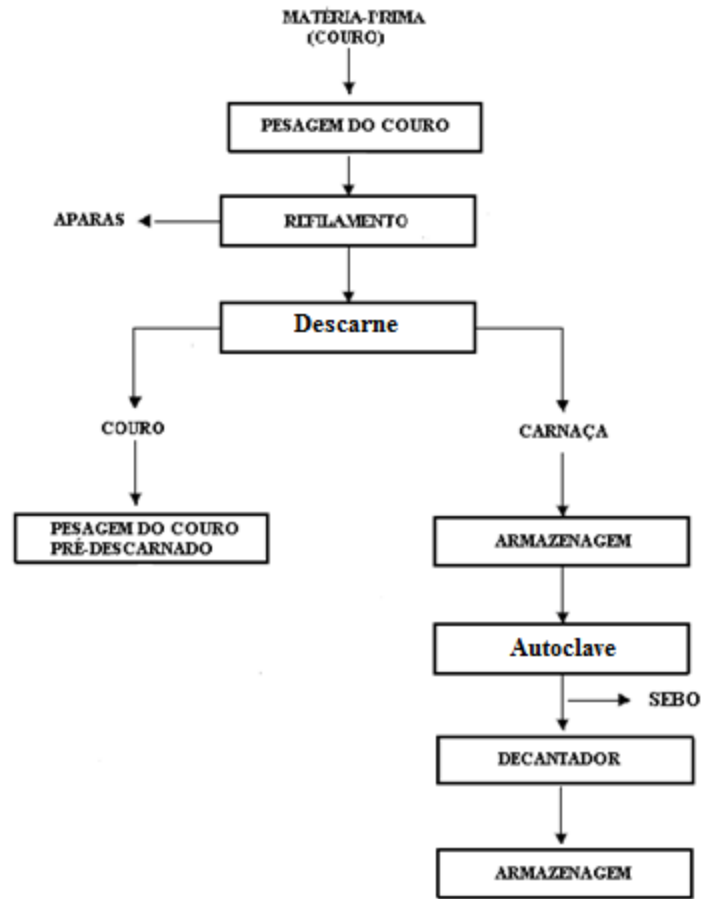 MATÉRIA-PRIMA
(COURO)
PESAGEM DO COURO
APARAS
REFILAMENTO
Descarne
COURO
CARNAÇA
PESAGEM DO COURO
PRÉ-DESCARNADO
ARMAZENAGEM
Autoclave
SEBO
DECANTADOR
ARMAZENAGEM